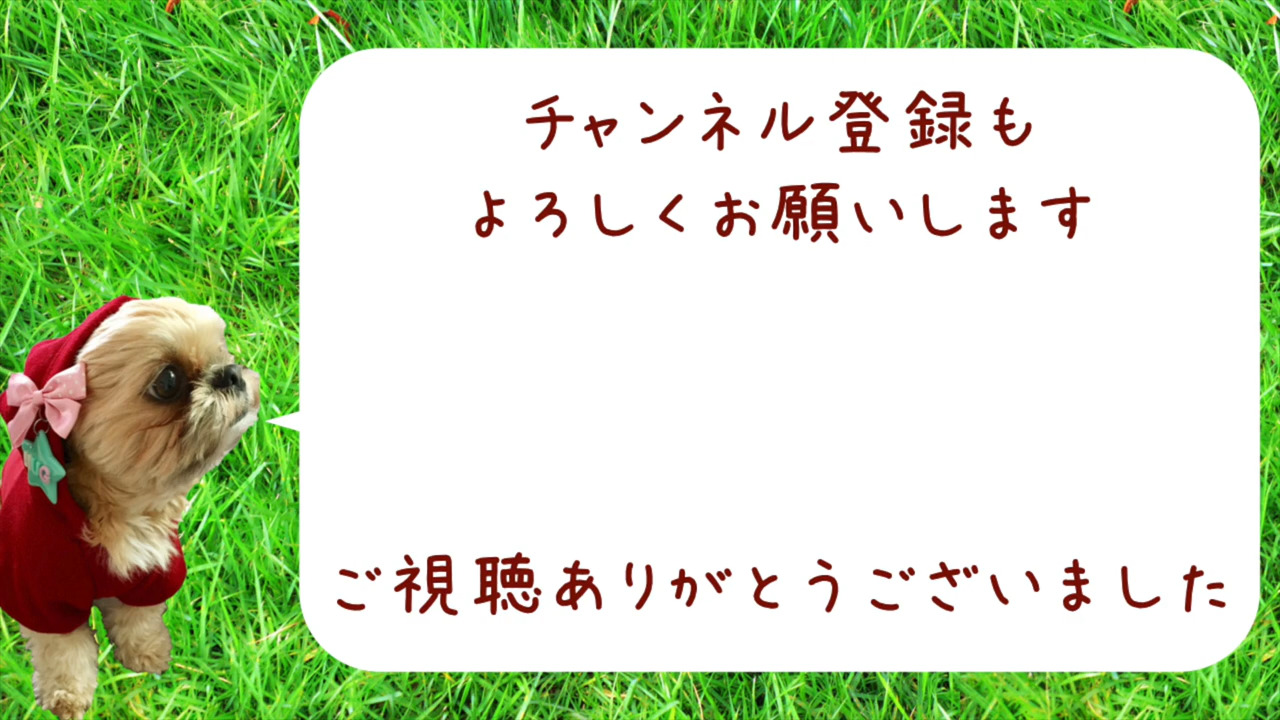 チャンネル登録も
よろしくお願いします
ご視聴ありがとうございました